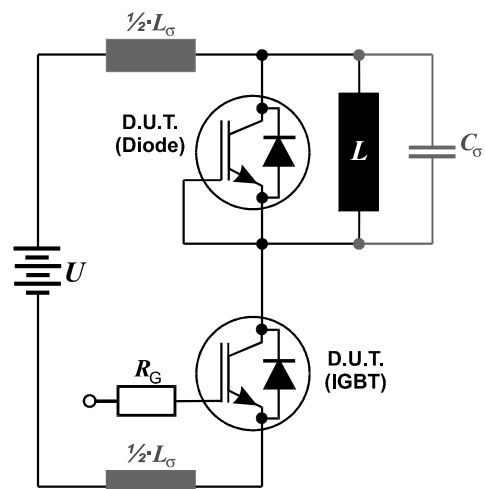 ½·Lσ
D.U.T.
(Diode)
L
Cσ
U
RG
D.U.T.
(IGBT)
½·Lσ